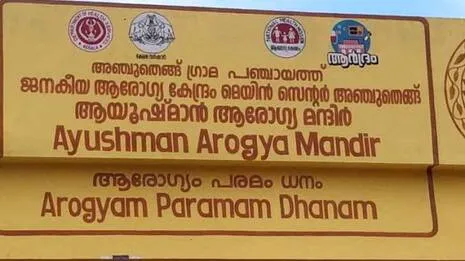 അഞ്ചുതെങ്ങ് ഗ്രാമ പഞ്ചായത്ത്
ജനകീയ ആരോഗ്യ കേന്ദ്രം മെയിൻ സെന്റർ അഞ്ചുതെങ്ങ്
ആയുഷ്മാൻ ആരോഗ്യ മന്ദിർ
Ayushman Arogya Mandir
ആരോഗ്യം പരമം ധനം
Arogyam Paramam Dhanam